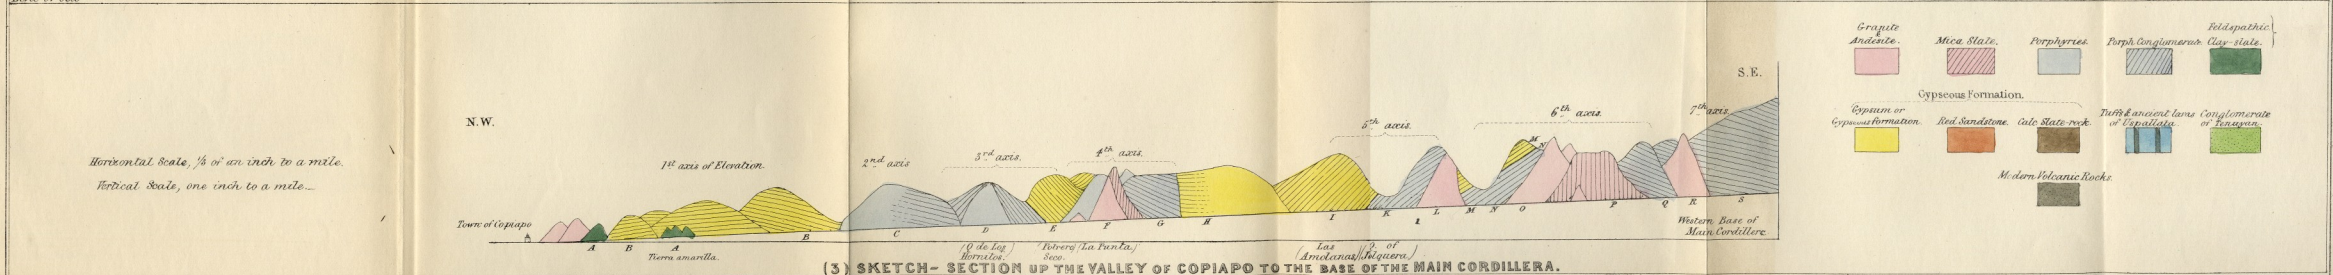 Horizontal Scale, ¼ of an inch to a mile.
Vertical Scale, one inch to a mile.
N.W.
S.E.
1st axis of Elevation.
2nd axis
3rd axis.
4th axis.
5th axis.
6th axis.
7th axis.
M
N
Town of Copiapo
A B A B C D E F G H I K L M N O P Q R S
Tierra amarilla.
(Q de Los Hornitos.)
Potrero Seco.
(La Punta)
(Las Amolanas)
Western Base of
Main Cordillera
(3) SKETCH-SECTION UP THE VALLEY OF COPIAPO TO THE BASE OF THE MAIN CORDILLERA.
Granite & Andesite.
Mica Slate.
Porphyries.
Porph. Conglomerate
Feldspathic Clay-slate.
Gypseous Formation.
Gypsum or Gypseous formation
Red Sandstone.
Calc Slate-rock.
Tuffs & ancient lavas of Uspallata
Conglomerate of Tenuyan.
Modern Volcanic Rocks.